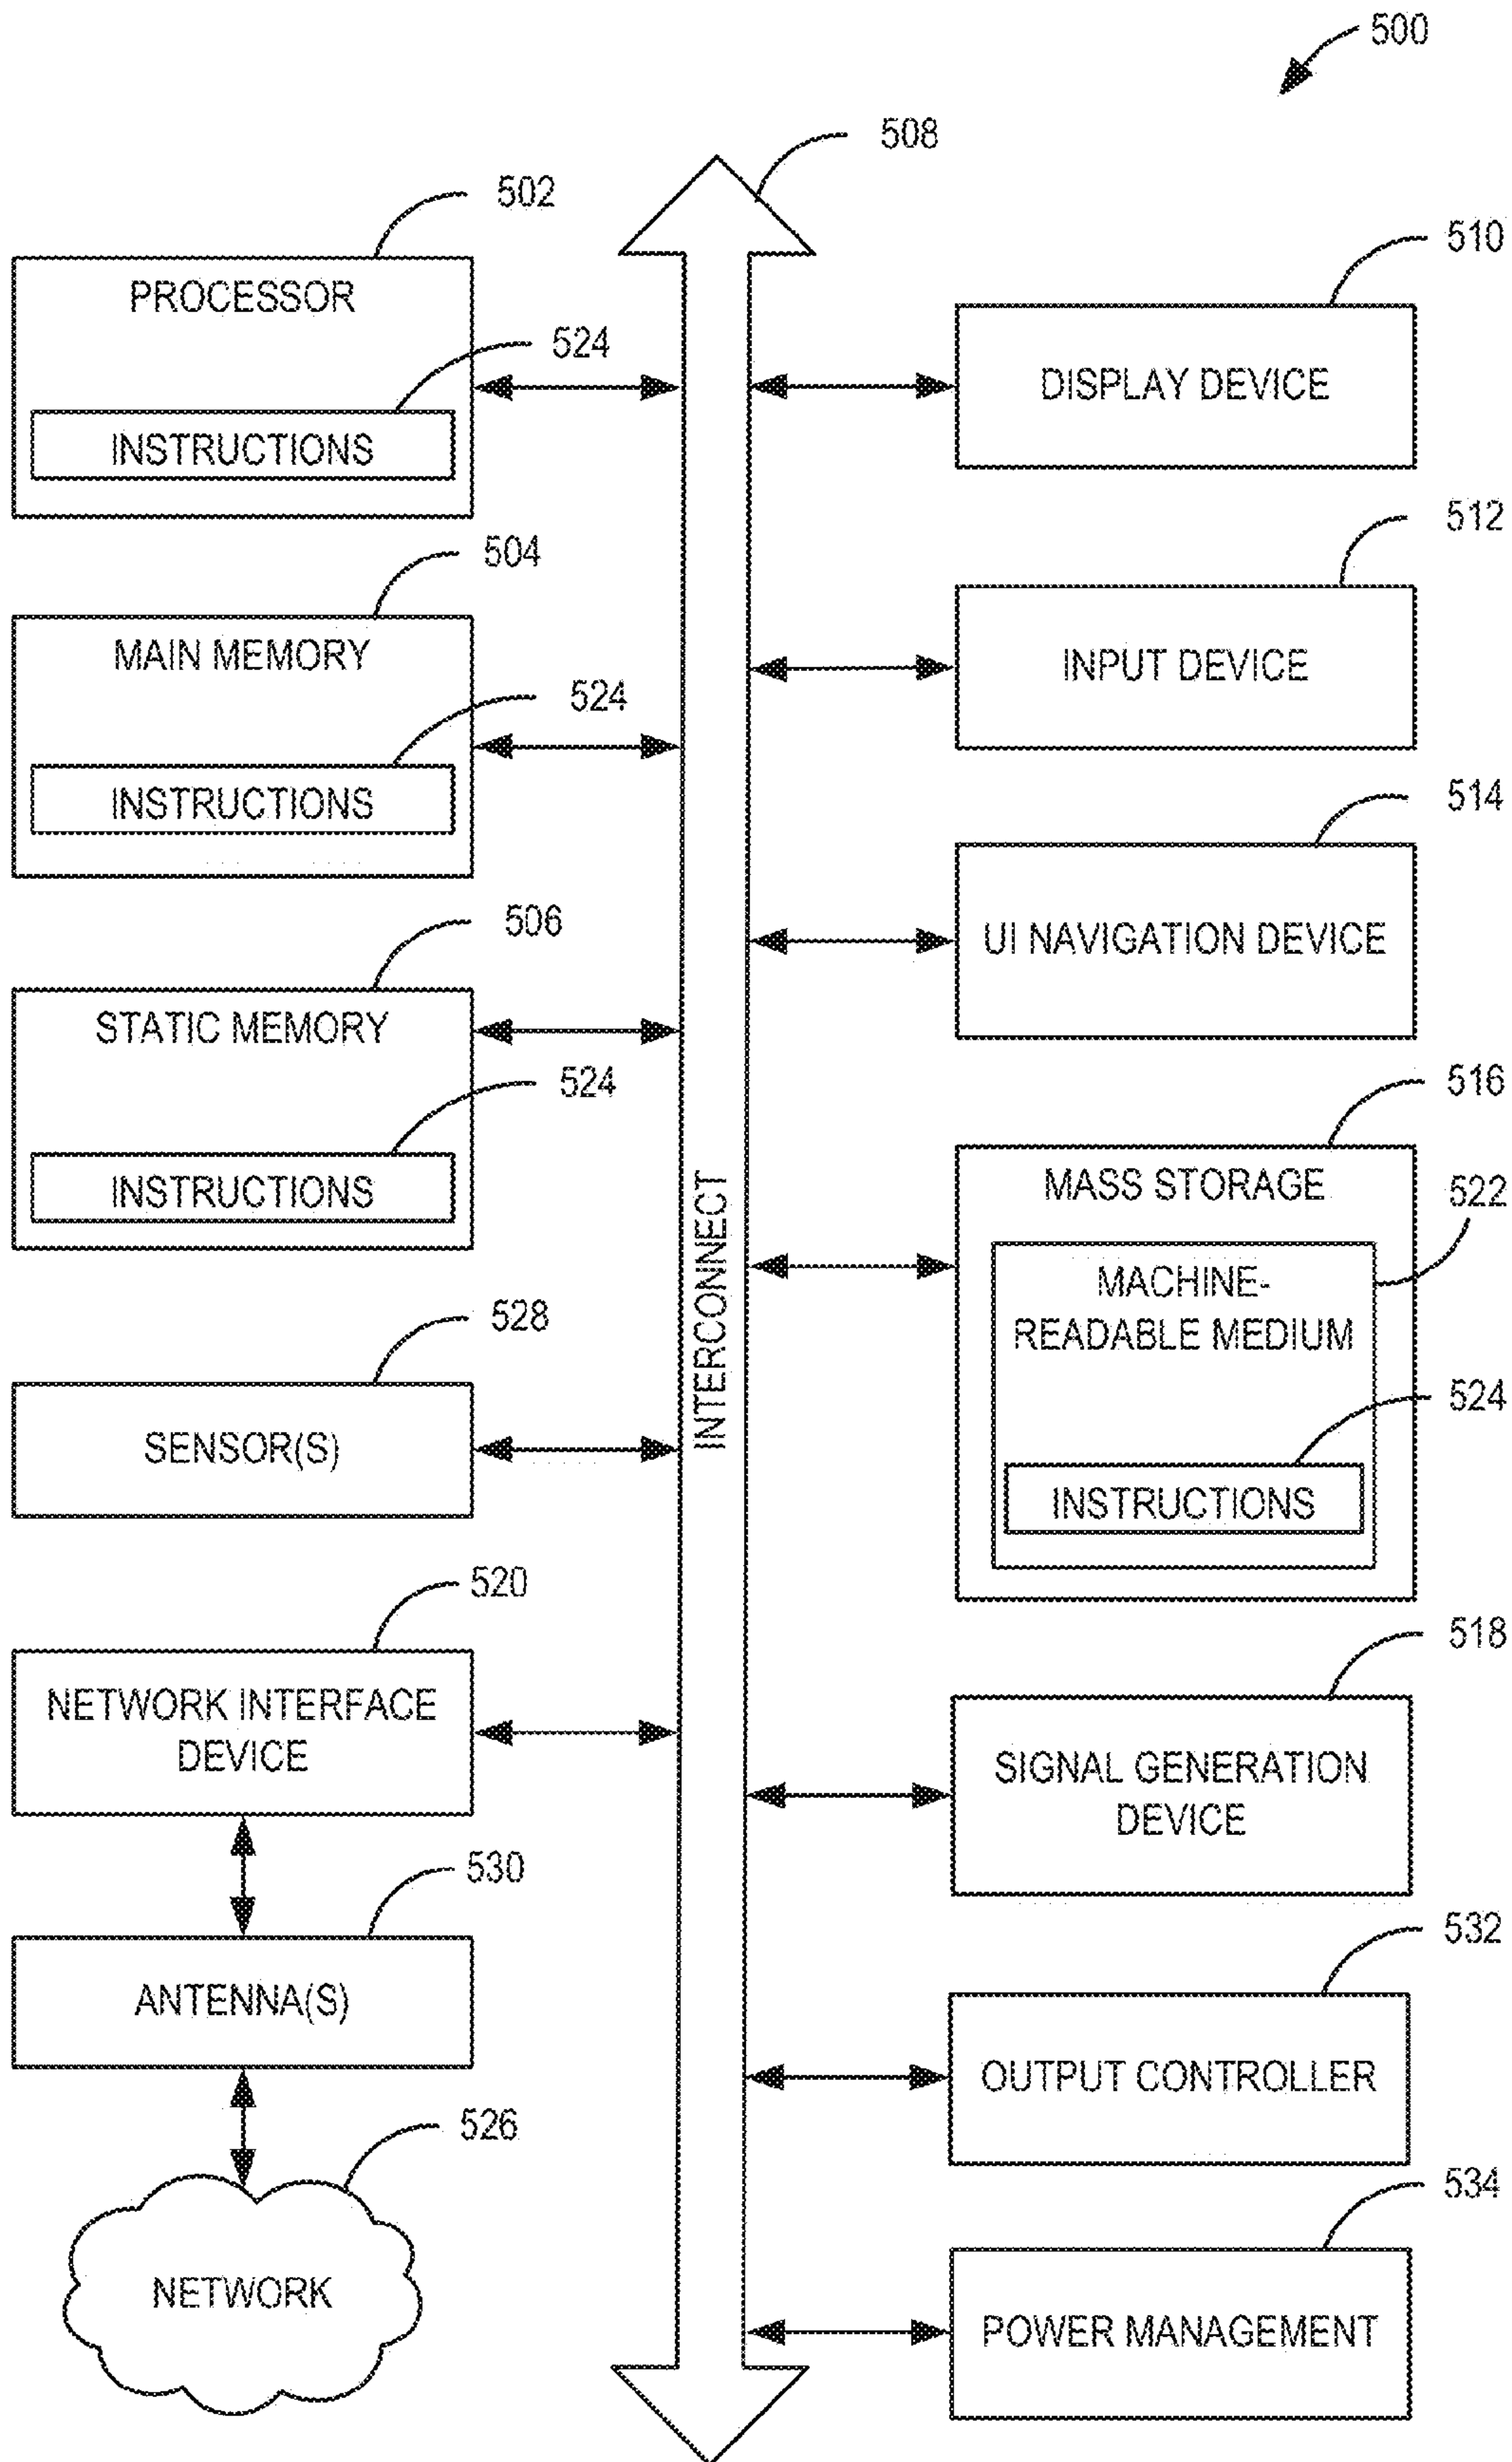 500
508
502
PROCESSOR
524
INSTRUCTIONS
504
MAIN MEMORY
524
INSTRUCTIONS
506
STATIC MEMORY
524
INSTRUCTIONS
528
SENSOR(S)
520
NETWORK INTERFACE
DEVICE
530
ANTENNA(S)
526
NETWORK
INTERCONNECT
510
DISPLAY DEVICE
512
INPUT DEVICE
514
UI NAVIGATION DEVICE
516
MASS STORAGE
522
MACHINE-
READABLE MEDIUM
524
INSTRUCTIONS
518
SIGNAL GENERATION
DEVICE
532
OUTPUT CONTROLLER
534
POWER MANAGEMENT